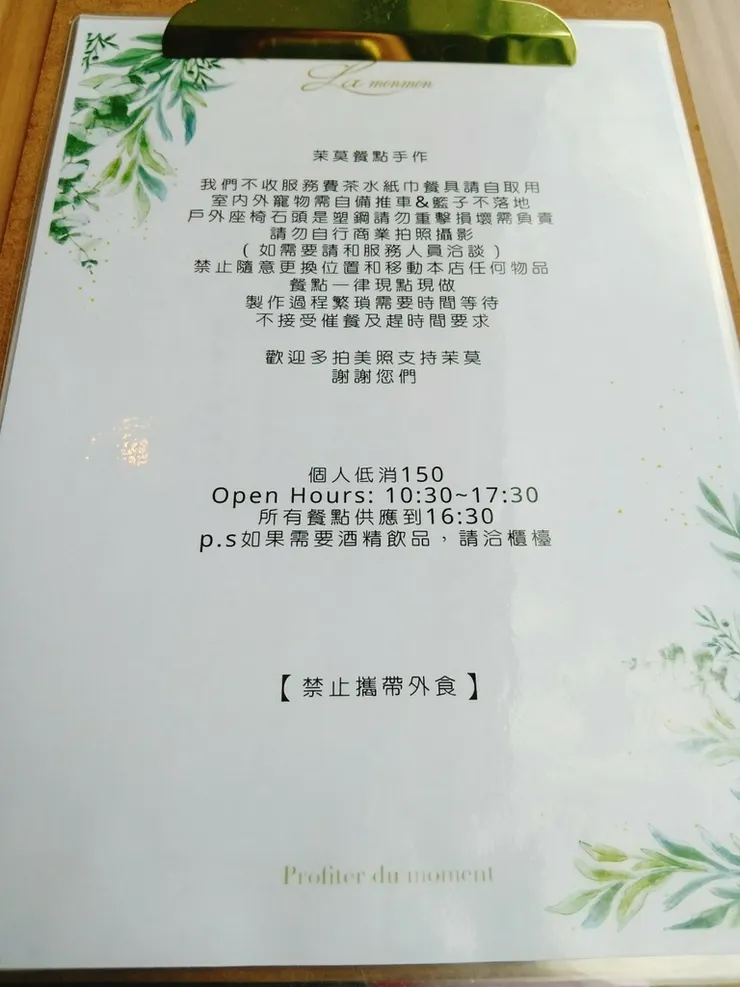 La monmon
茉莫餐點手作
我們不收服務費茶水紙巾餐具請自取用
室內外寵物需自備推車&籃子不落地
戶外座椅石頭是塑鋼請勿重擊損壞需負責
請勿自行商業拍照攝影
(如需要請和服務人員洽談)
禁止隨意更換位置和移動本店任何物品
餐點一律現點現做
製作過程繁瑣需要時間等待
不接受催餐及趕時間要求
歡迎多拍美照支持茉莫
謝謝您們
個人低消150
Open Hours: 10:30~17:30
所有餐點供應到16:30
p.s如果需要酒精飲品，請洽櫃檯
【禁止攜帶外食】
Profiter du moment